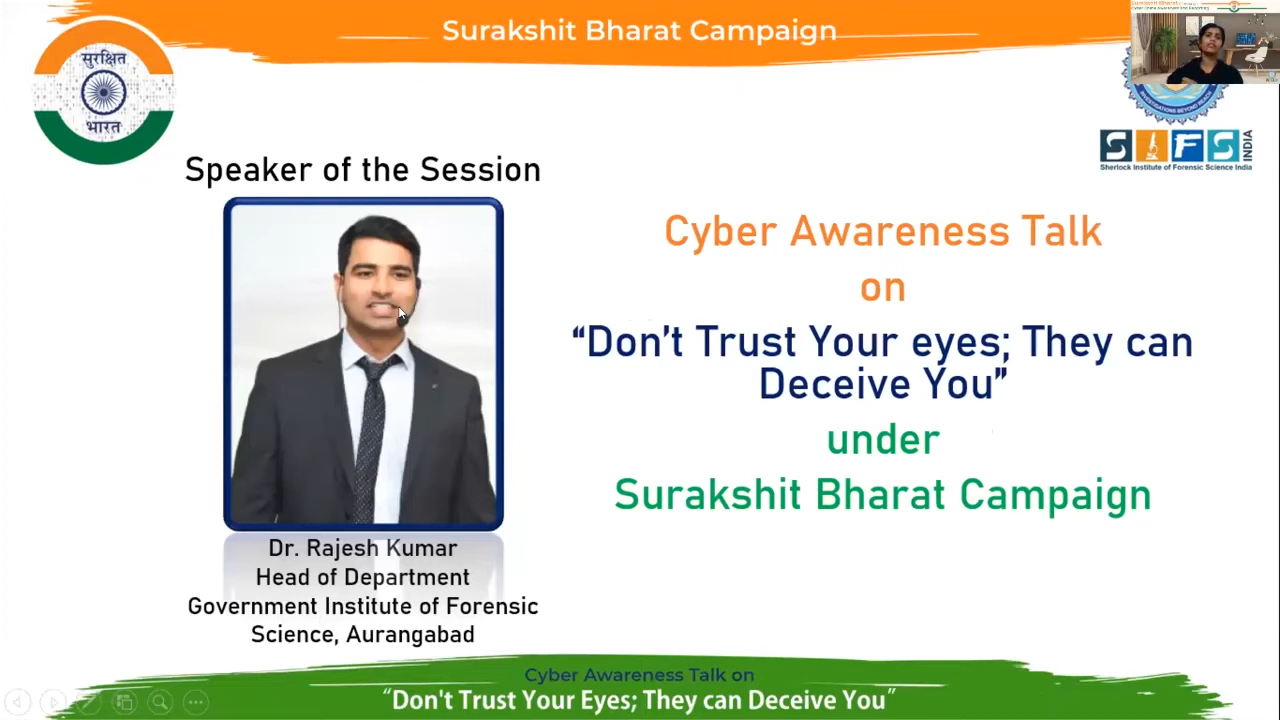 Surakshit Bharat Campaign
सुरक्षित
भारत
INVESTIGATIONS BEYOND REACH
SIFS
INDIA
Sherlock Institute of Forensic Science India
Speaker of the Session
Cyber Awareness Talk
on
“Don’t Trust Your eyes; They can
Deceive You”
under
Surakshit Bharat Campaign
Dr. Rajesh Kumar
Head of Department
Government Institute of Forensic
Science, Aurangabad
Cyber Awareness Talk on
“Don't Trust Your Eyes; They can Deceive You”